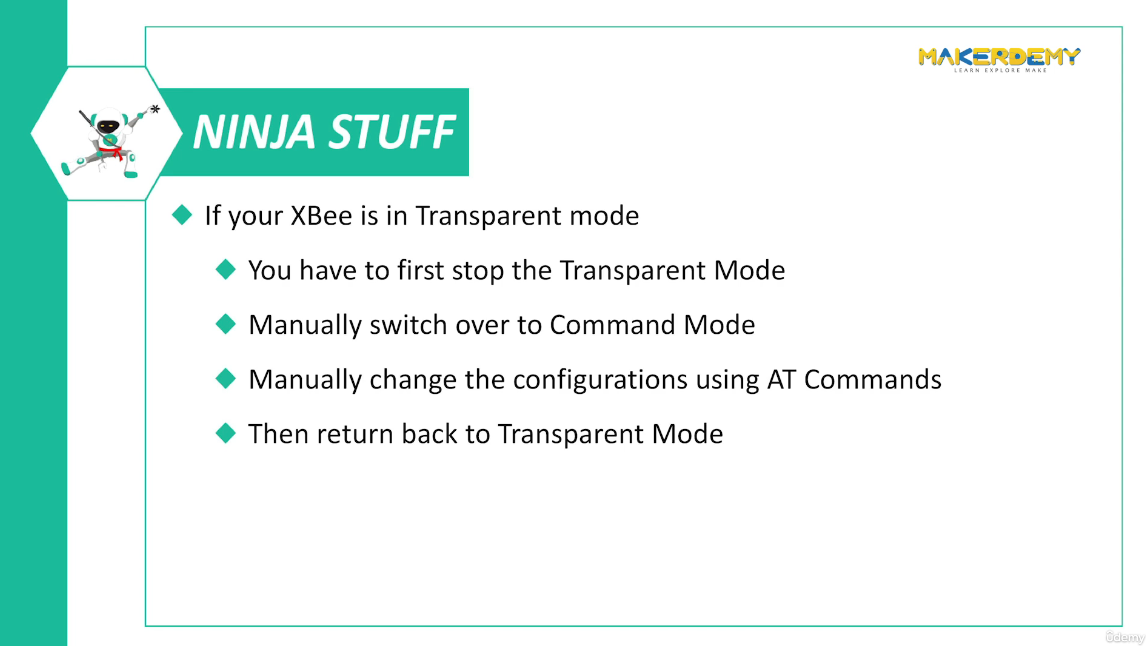 MAKERDEMY
LEARN EXPLORE MAKE
NINJA STUFF
If your XBee is in Transparent mode
You have to first stop the Transparent Mode
Manually switch over to Command Mode
Manually change the configurations using AT Commands
Then return back to Transparent Mode
ûdemy